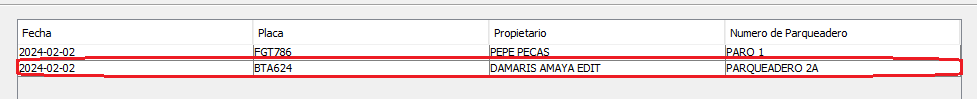 Fecha Placa Propietario Numero de Parqueadero
2024-02-02 FGT786 PEPE PECAS PARO 1
2024-02-02 BTA624 DAMARIS AMAYA EDIT PARQUEADERO 2A